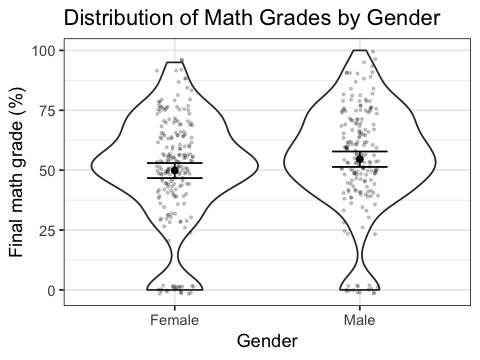 Distribution of Math Grades by Gender
Final math grade (%)
100
75
50
25
0
Female
Male
Gender